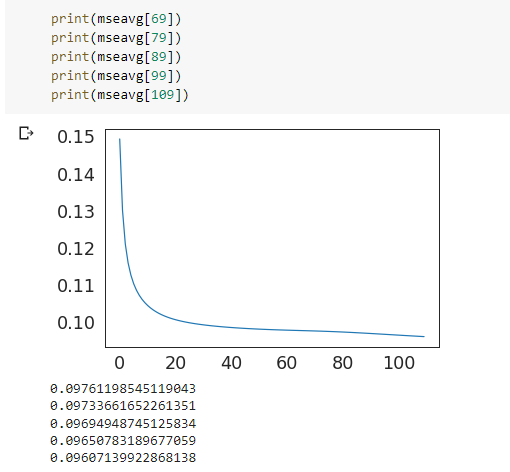 print(mseavg[69])
print(mseavg[79])
print(mseavg[89])
print(mseavg[99])
print(mseavg[109])
0.15
0.14
0.13
0.12
0.11
0.10
0 20 40 60 80 100
0.09761198545119043
0.09733661652261351
0.09694948745125834
0.09650783189677059
0.09607139922868138